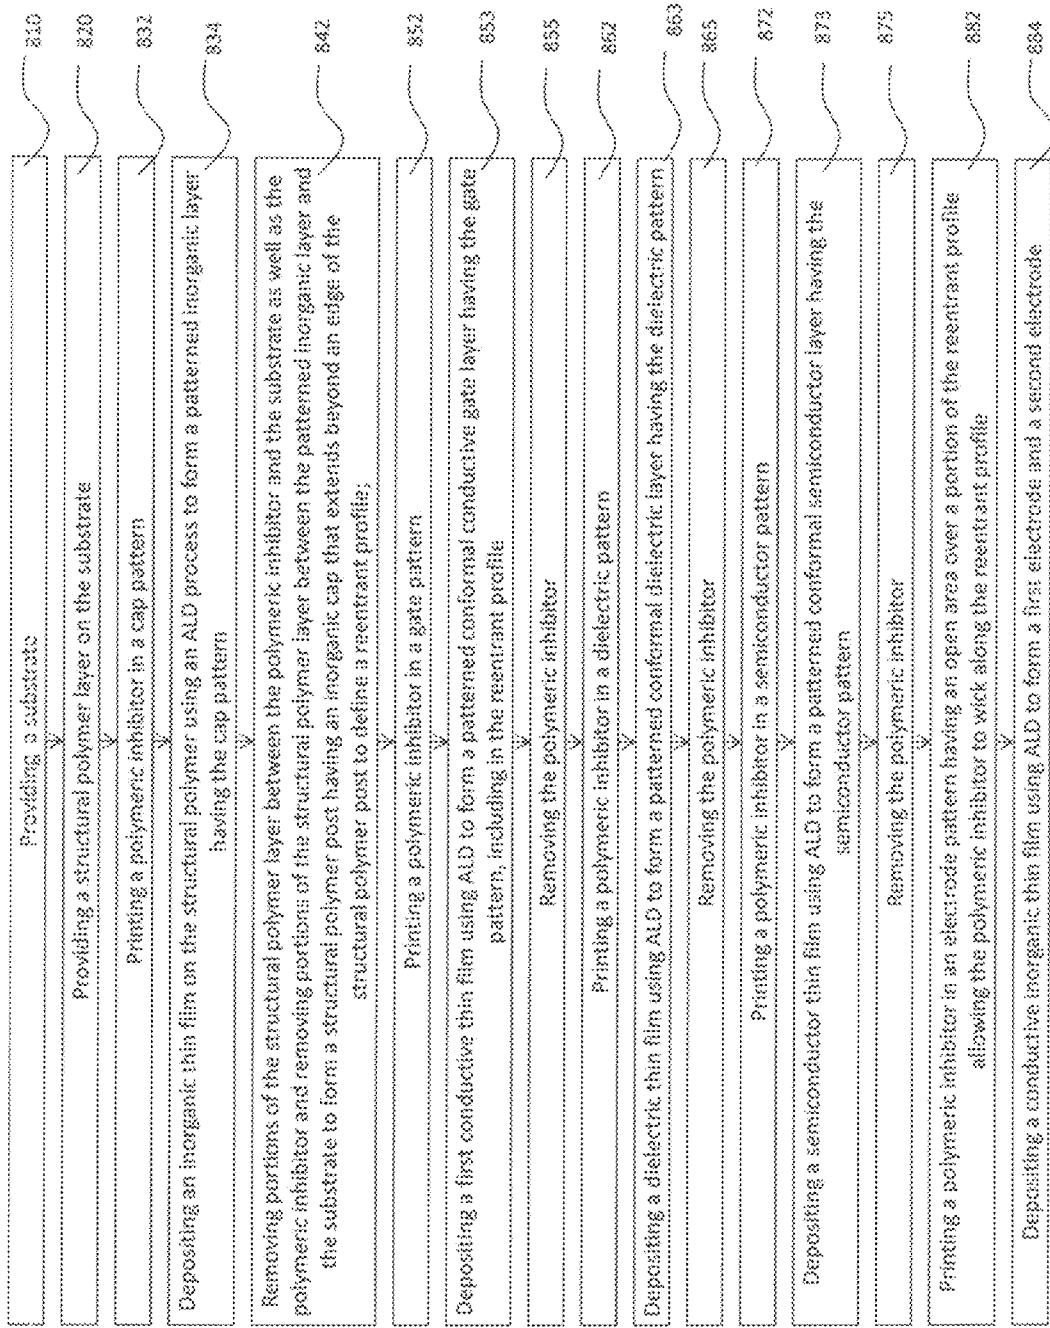 Providing a substrate
810
Providing a structural polymer layer on the substrate
820
Printing a polymeric inhibitor in a cap pattern
832
Depositing an inorganic thin film on the structural polymer using an ALD process to form a patterned inorganic layer
having the cap pattern
834
Removing portions of the structural polymer layer between the polymeric inhibitor and the substrate as well as the
polymeric inhibitor and removing portions of the structural polymer layer between the patterned inorganic layer and
the substrate to form a structural polymer post having an inorganic cap that extends beyond an edge of the
structural polymer post to define a reentrant profile;
842
Printing a polymeric inhibitor in a gate pattern
852
Depositing a first conductive thin film using ALD to form a patterned conformal conductive gate layer having the gate
pattern, including in the reentrant profile
853
Removing the polymeric inhibitor
855
Printing a polymeric inhibitor in a dielectric pattern
862
Depositing a dielectric thin film using ALD to form a patterned conformal dielectric layer having the dielectric pattern
863
Removing the polymeric inhibitor
865
Printing a polymeric inhibitor in a semiconductor pattern
872
Depositing a semiconductor thin film using ALD to form a patterned conformal semiconductor layer having the
semiconductor pattern
873
Removing the polymeric inhibitor
875
Printing a polymeric inhibitor in an electrode pattern having an open area over a portion of the reentrant profile
allowing the polymeric inhibitor to wick along the reentrant profile
882
Depositing a conductive inorganic thin film using ALD to form a first electrode and a second electrode
884